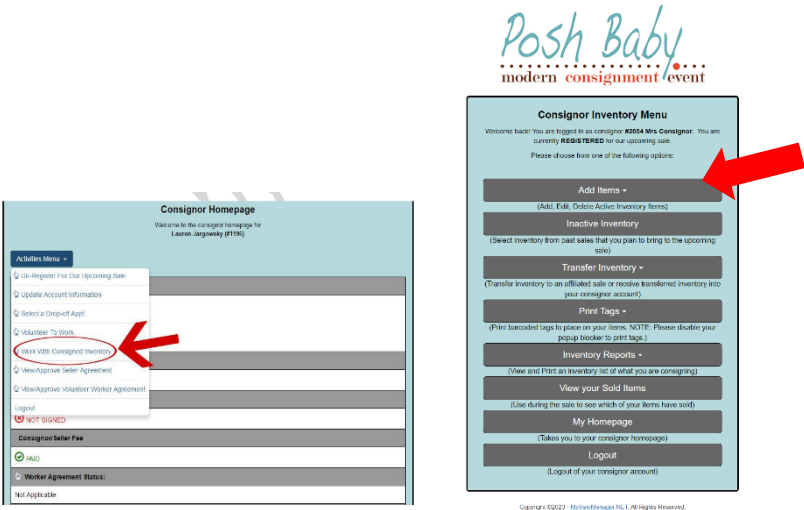 Consignor Homepage
Welcome to the consignor homepage for
Lauren Jargowsky (#1196)
Activities Menu
Un-Register For Our Upcoming Sale
Update Account Information
Select a Drop-off Appt.
Volunteer To Work
Work With Consigned Inventory
View/Approve Seller Agreement
View/Approve Volunteer Worker Agreement
Logout
NOT SIGNED
Consignor/Seller Fee
PAID
Worker Agreement Status:
Not Applicable
Posh Baby
modern consignment event
Consignor Inventory Menu
Welcome back! You are logged in as consignor #2054 Mrs Consignor. You are
currently REGISTERED for our upcoming sale.
Please choose from one of the following options:
Add Items
(Add, Edit, Delete Active Inventory Items)
Inactive Inventory
(Select inventory from past sales that you plan to bring to the upcoming
sale)
Transfer Inventory
(Transfer inventory to an affiliated sale or receive transferred inventory into
your consignor account)
Print Tags
(Print barcoded tags to place on your items. NOTE: Please disable your
popup blocker to print tags.)
Inventory Reports
(View and Print an inventory list of what you are consigning)
View your Sold Items
(Use during the sale to see which of your items have sold)
My Homepage
(Takes you to your consignor homepage)
Logout
(Logout of your consignor account)
Copyright ©2023 - MySaleManager.NET. All Rights Reserved.